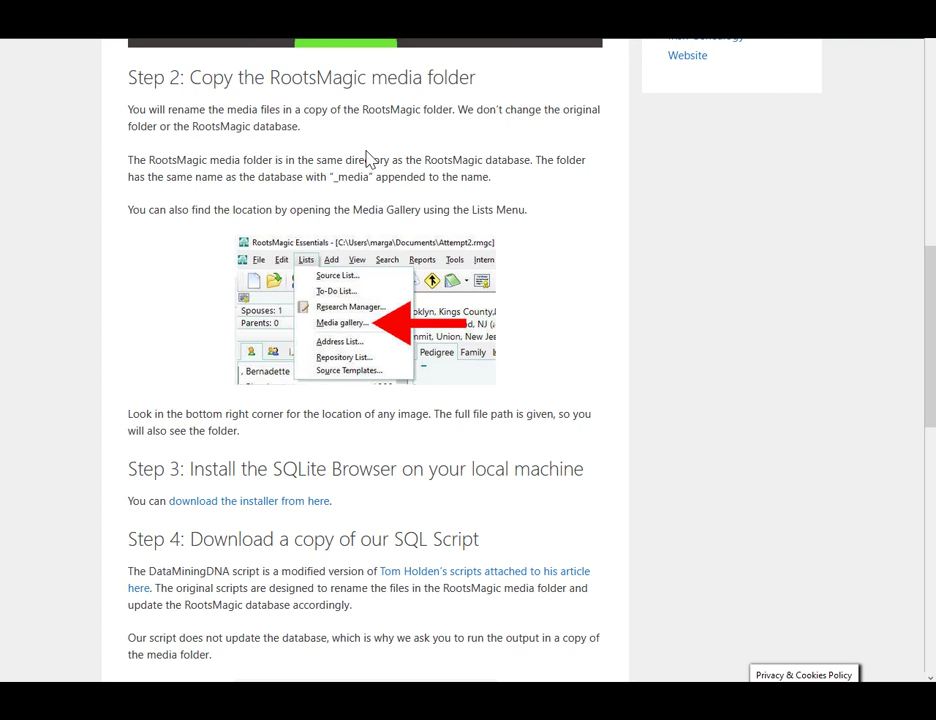 Website
Step 2: Copy the RootsMagic media folder
You will rename the media files in a copy of the RootsMagic folder. We don't change the original
folder or the RootsMagic database.
The RootsMagic media folder is in the same directory as the RootsMagic database. The folder
has the same name as the database with "_media" appended to the name.
You can also find the location by opening the Media Gallery using the Lists Menu.
RootsMagic Essentials - [C:\Users\marga\Documents\Attempt2.rmgc]
File Edit Lists Add View Search Reports Tools Intern
Source List...
To-Do List...
Spouses: 1
Research Manager...
oklyn, Kings County,
Parents: 0
Media gallery...
d, NJ (
Address List...
mit, Union, New Je
Repository List...
Pedigree Family
. Bernadette
Source Templates...
Look in the bottom right corner for the location of any image. The full file path is given, so you
will also see the folder.
Step 3: Install the SQLite Browser on your local machine
You can download the installer from here.
Step 4: Download a copy of our SQL Script
The DataMiningDNA script is a modified version of Tom Holden's scripts attached to his article
here. The original scripts are designed to rename the files in the RootsMagic media folder and
update the RootsMagic database accordingly.
Our script does not update the database, which is why we ask you to run the output in a copy of
the media folder.
Privacy & Cookies Policy